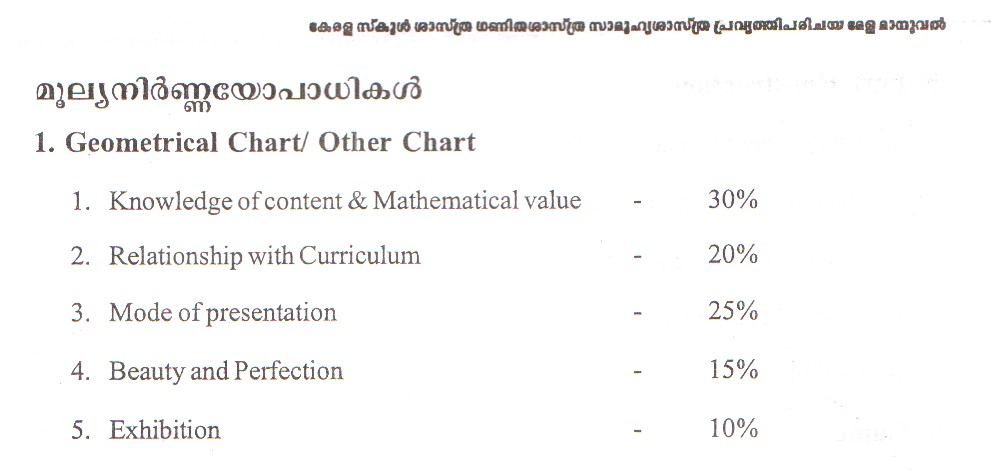 കേരള സ്കൂൾ ശാസ്ത്ര ഗണിതശാസ്ത്ര സാമൂഹ്യശാസ്ത്ര പ്രവൃത്തിപരിചയ മേള മാനുവൽ
മൂല്യനിർണ്ണയോപാധികൾ
1. Geometrical Chart/ Other Chart
1. Knowledge of content & Mathematical value - 30%
2. Relationship with Curriculum - 20%
3. Mode of presentation - 25%
4. Beauty and Perfection - 15%
5. Exhibition - 10%